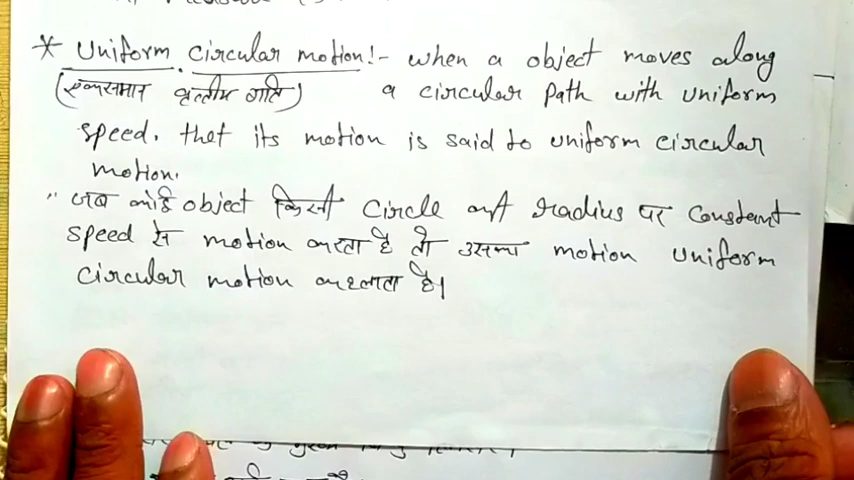 * Uniform circular motion:- when a object moves along
(एकसमान वृत्तीय गति) a circular path with uniform
speed. that its motion is said to uniform circular
motion.
" जब कोई object किसी circle का radius पर constant
speed से motion करता है तो उसका motion uniform
circular motion कहलाता है।